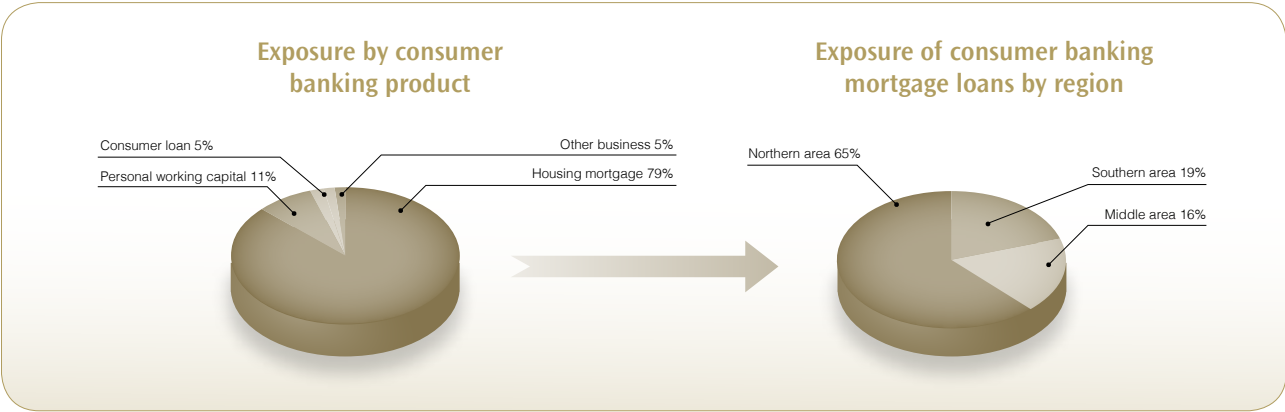 Exposure by consumer
banking product
Consumer loan 5%
Personal working capital 11%
Other business 5%
Housing mortgage 79%
Exposure of consumer banking
mortgage loans by region
Northern area 65%
Southern area 19%
Middle area 16%